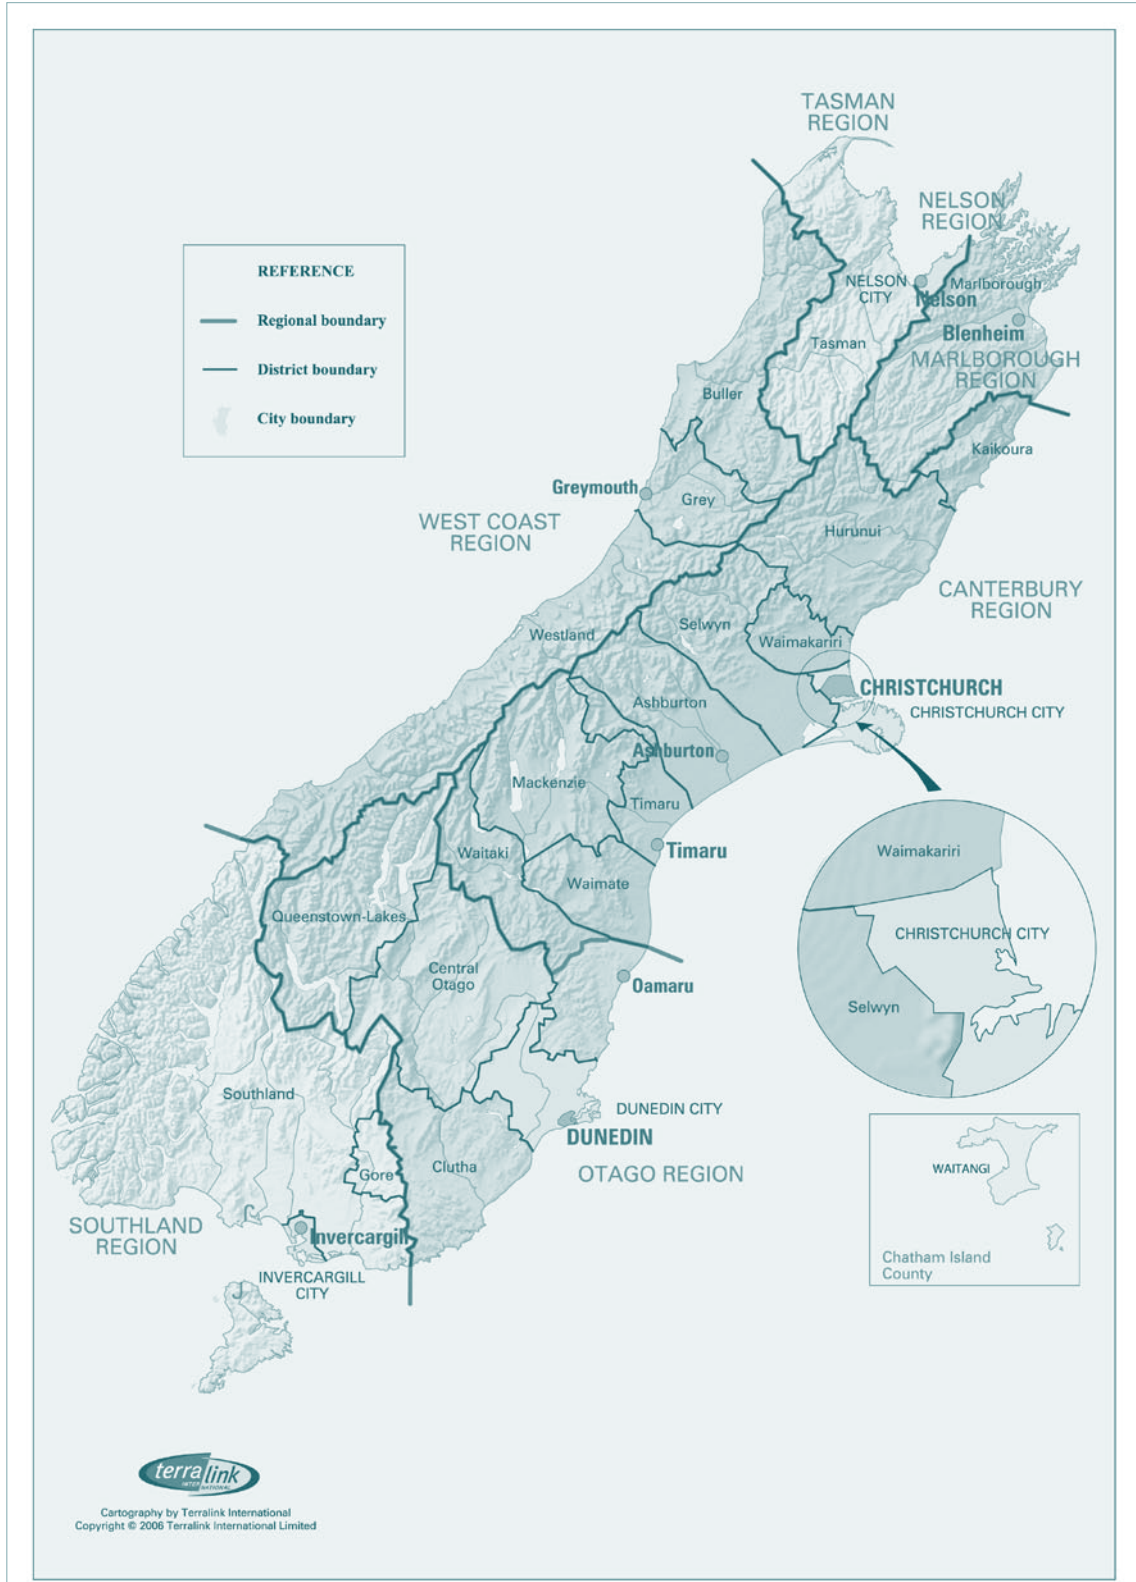 TASMAN
REGION
NELSON
REGION
REFERENCE
Regional boundary
District boundary
City boundary
NELSON
CITY
Marlborough
Nelson
Blenheim
Tasman
MARLBOROUGH
REGION
Buller
Kaikoura
Greymouth
Grey
WEST COAST
REGION
Hurunui
CANTERBURY
REGION
Selwyn
Westland
Waimakariri
CHRISTCHURCH
CHRISTCHURCH CITY
Ashburton
Ashburton
Mackenzie
Timaru
Timaru
Waitaki
Waimate
Waimakariri
CHRISTCHURCH CITY
Selwyn
Queenstown-Lakes
Central
Otago
Oamaru
Southland
DUNEDIN CITY
DUNEDIN
OTAGO REGION
Clutha
Gore
SOUTHLAND
REGION
Invercargill
INVERCARGILL
CITY
WAITANGI
Chatham Island
County
terralink
INTERNATIONAL
Cartography by Terralink International
Copyright © 2006 Terralink International Limited